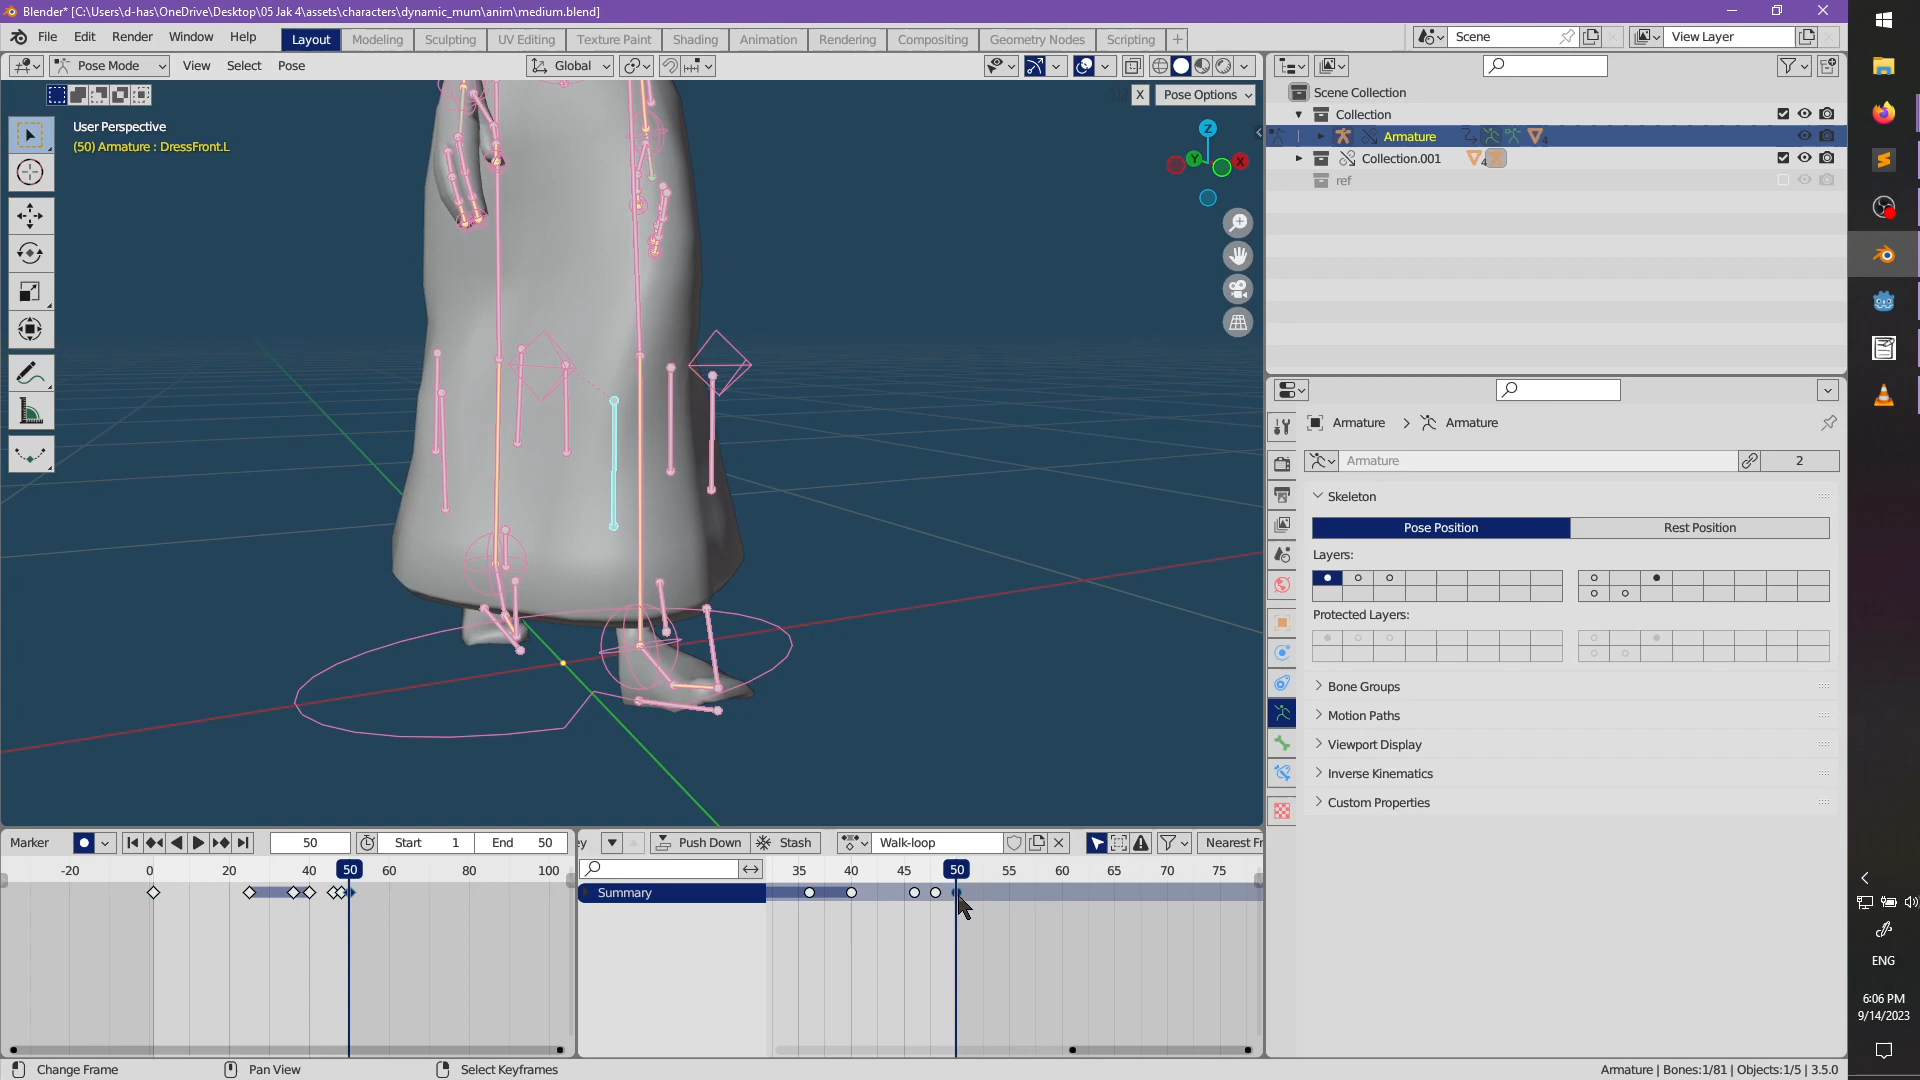 Blender* [C:\Users\d-has\OneDrive\Desktop\05 Jak 4\assets\characters\dynamic_mum\anim\medium.blend]
File Edit Render Window Help Layout Modeling Sculpting UV Editing Texture Paint Shading Animation Rendering Compositing Geometry Nodes Scripting + Scene View Layer
Pose Mode View Select Pose Global
X Pose Options
User Perspective
(50) Armature : DressFront.L
Z
Y X
Scene Collection
Collection
Armature 4
Collection.001 4
ref
Armature > Armature
Armature 2
Skeleton
Pose Position Rest Position
Layers:
Protected Layers:
Bone Groups
Motion Paths
Viewport Display
Inverse Kinematics
Custom Properties
Marker 50 Start 1 End 50
Push Down Stash Walk-loop Nearest Fr
-20 0 20 40 50 60 80 100
35 40 45 50 55 60 65 70 75
Summary
Change Frame Pan View Select Keyframes
Armature | Bones:1/81 | Objects:1/5 | 3.5.0
ENG
6:06 PM
9/14/2023